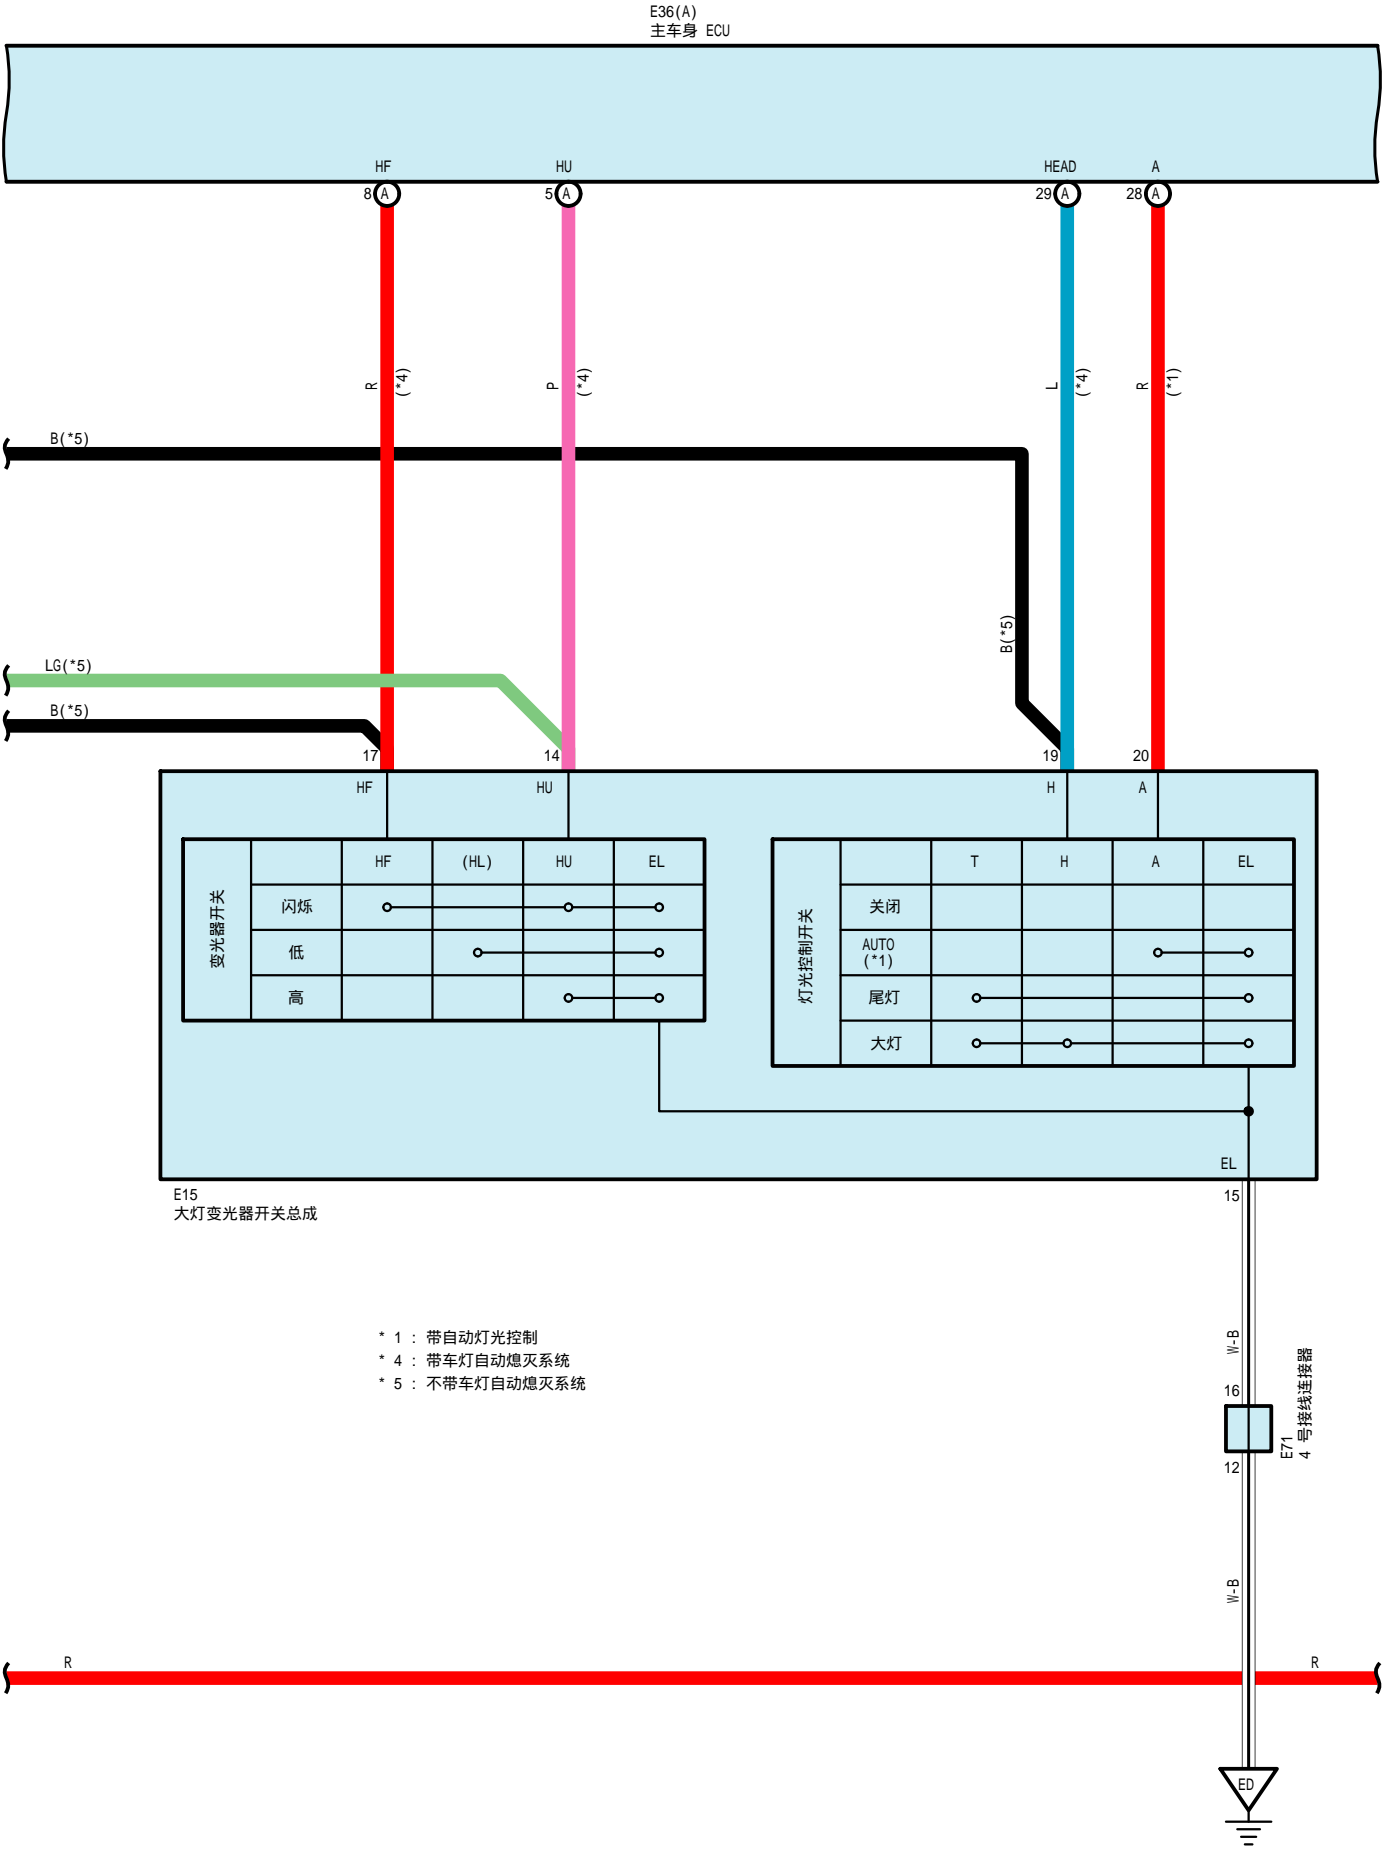 E36(A)
主车身 ECU
HF HU HEAD A
8 A 5 A 29 A 28 A
R (*4) P (*4) L (*4) R (*1)
B(*5)
B(*5)
LG(*5)
B(*5)
17 14 19 20
HF HU H A
变光器开关
HF (HL) HU EL
闪烁
低
高
灯光控制开关
T H A EL
关闭
AUTO
(*1)
尾灯
大灯
EL
E15
大灯变光器开关总成
15
* 1 : 带自动灯光控制
* 4 : 带车灯自动熄灭系统
* 5 : 不带车灯自动熄灭系统
W-B
16
E71
4 号接线连接器
12
W-B
R R
ED